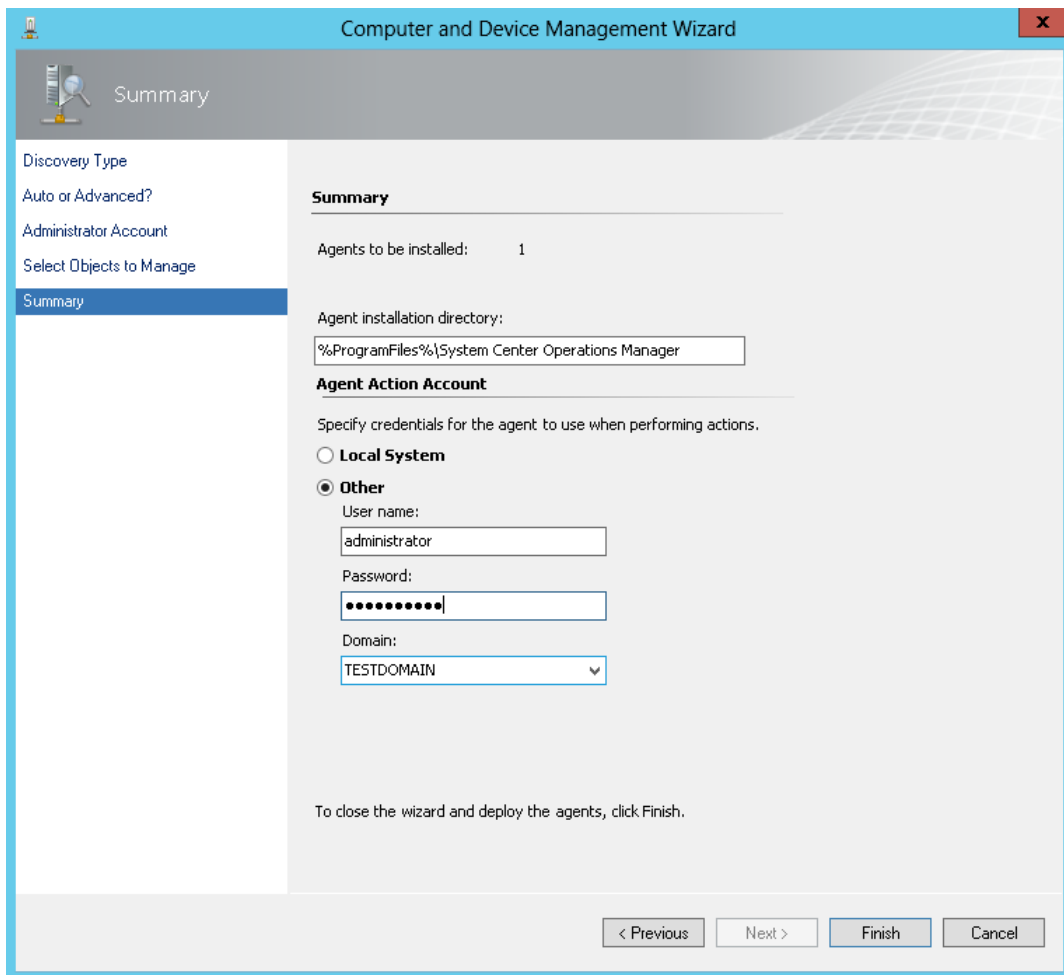 Computer and Device Management Wizard
x
Summary
Discovery Type
Auto or Advanced?
Administrator Account
Select Objects to Manage
Summary
Summary
Agents to be installed: 1
Agent installation directory:
%ProgramFiles%\System Center Operations Manager
Agent Action Account
Specify credentials for the agent to use when performing actions.
Local System
Other
User name:
administrator
Password:
●●●●●●●●●●
Domain:
TESTDOMAIN
To close the wizard and deploy the agents, click Finish.
< Previous Next > Finish Cancel